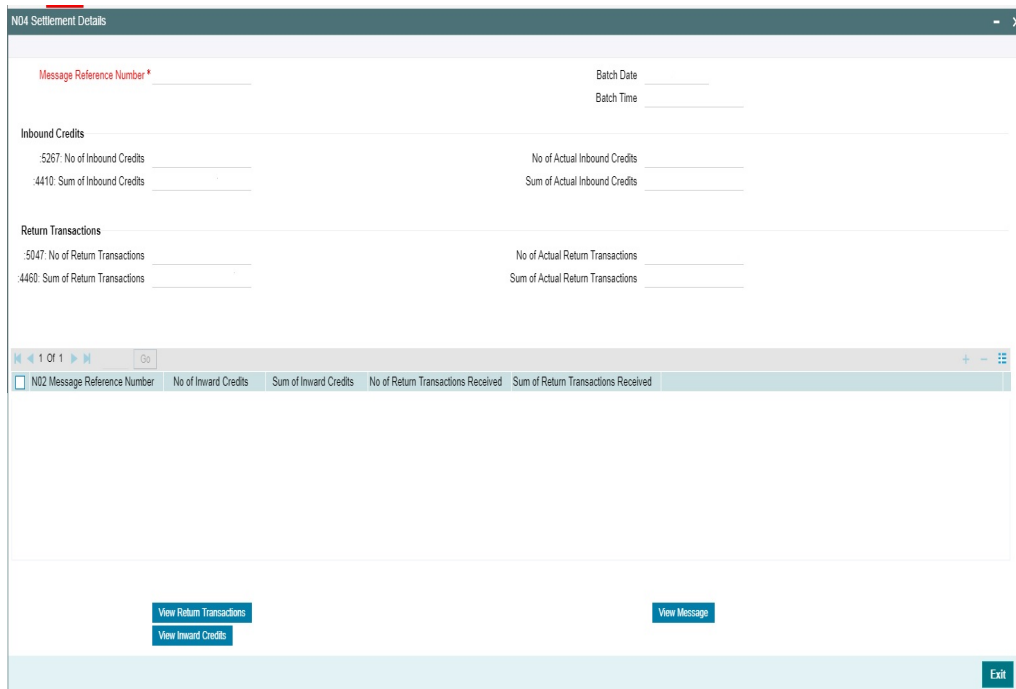 N04 Settlement Details
Message Reference Number *
Batch Date
Batch Time
Inbound Credits
:5267: No of Inbound Credits
No of Actual Inbound Credits
:4410: Sum of Inbound Credits
Sum of Actual Inbound Credits
Return Transactions
:5047: No of Return Transactions
No of Actual Return Transactions
:4460: Sum of Return Transactions
Sum of Actual Return Transactions
1 Of 1 Go
N02 Message Reference Number No of Inward Credits Sum of Inward Credits No of Return Transactions Received Sum of Return Transactions Received
View Return Transactions
View Message
View Inward Credits
Exit